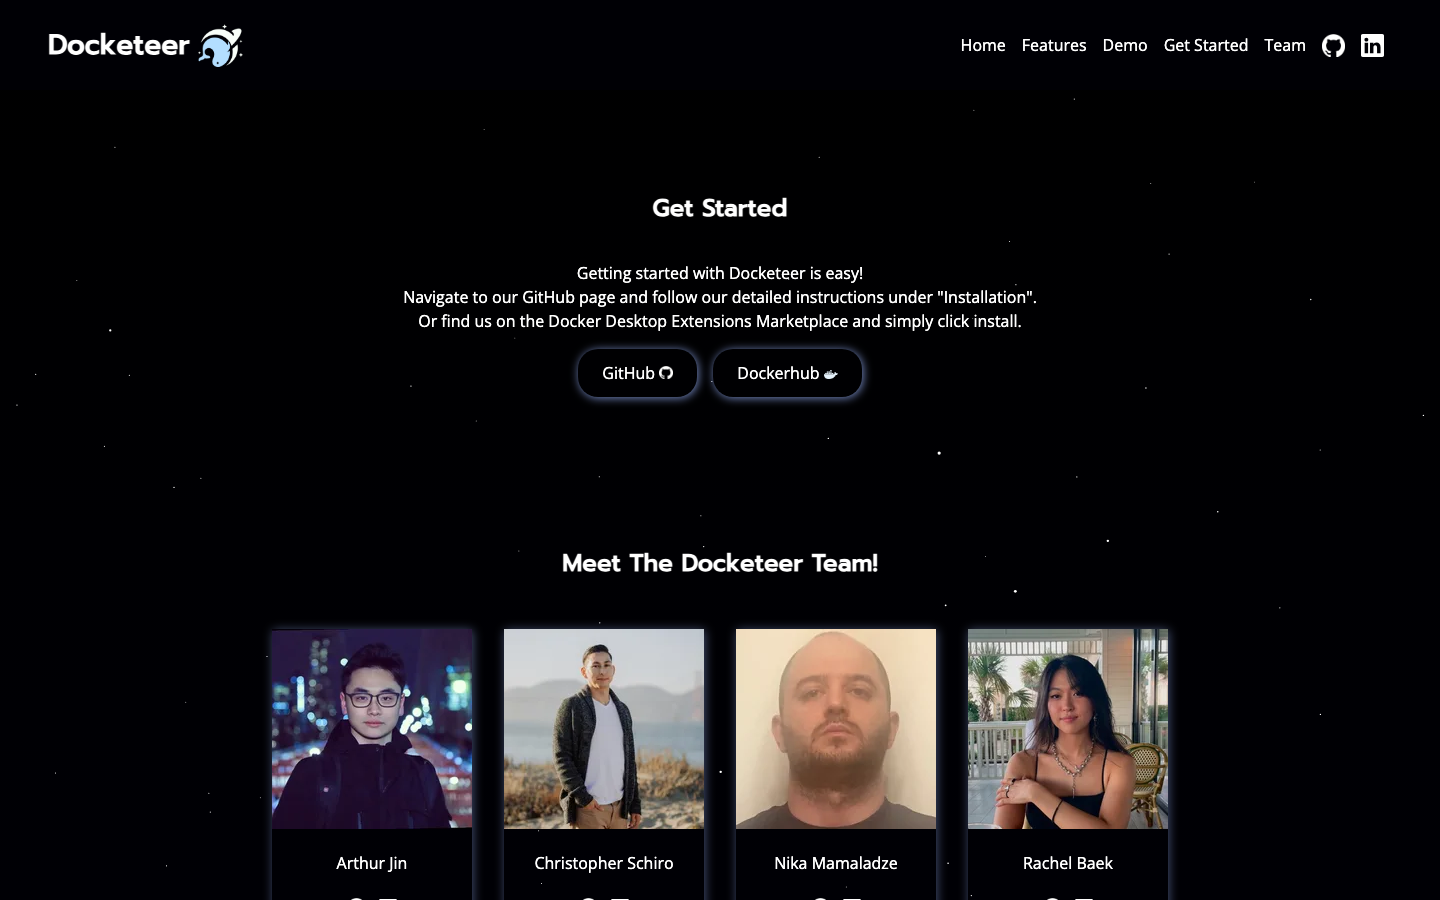 Docketeer
Home Features Demo Get Started Team
Get Started
Getting started with Docketeer is easy!
Navigate to our GitHub page and follow our detailed instructions under "Installation".
Or find us on the Docker Desktop Extensions Marketplace and simply click install.
GitHub Dockerhub
Meet The Docketeer Team!
Arthur Jin Christopher Schiro Nika Mamaladze Rachel Baek